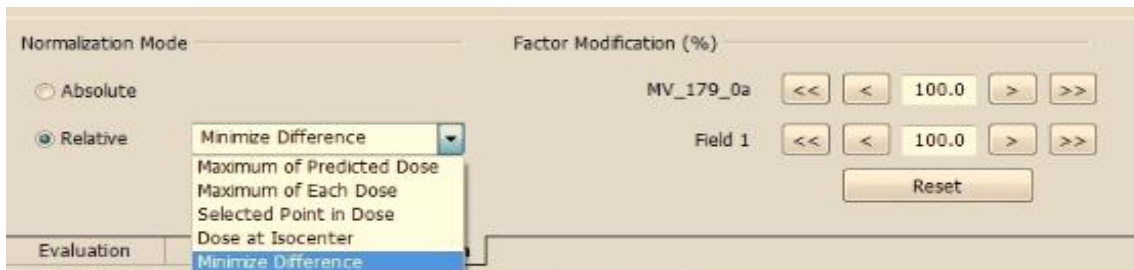 Normalization Mode
Absolute
Relative
Minimize Difference
Maximum of Predicted Dose
Maximum of Each Dose
Selected Point in Dose
Dose at Isocenter
Minimize Difference
Factor Modification (%)
MV_179_0a << < 100.0 > >>
Field 1 << < 100.0 > >>
Reset
Evaluation